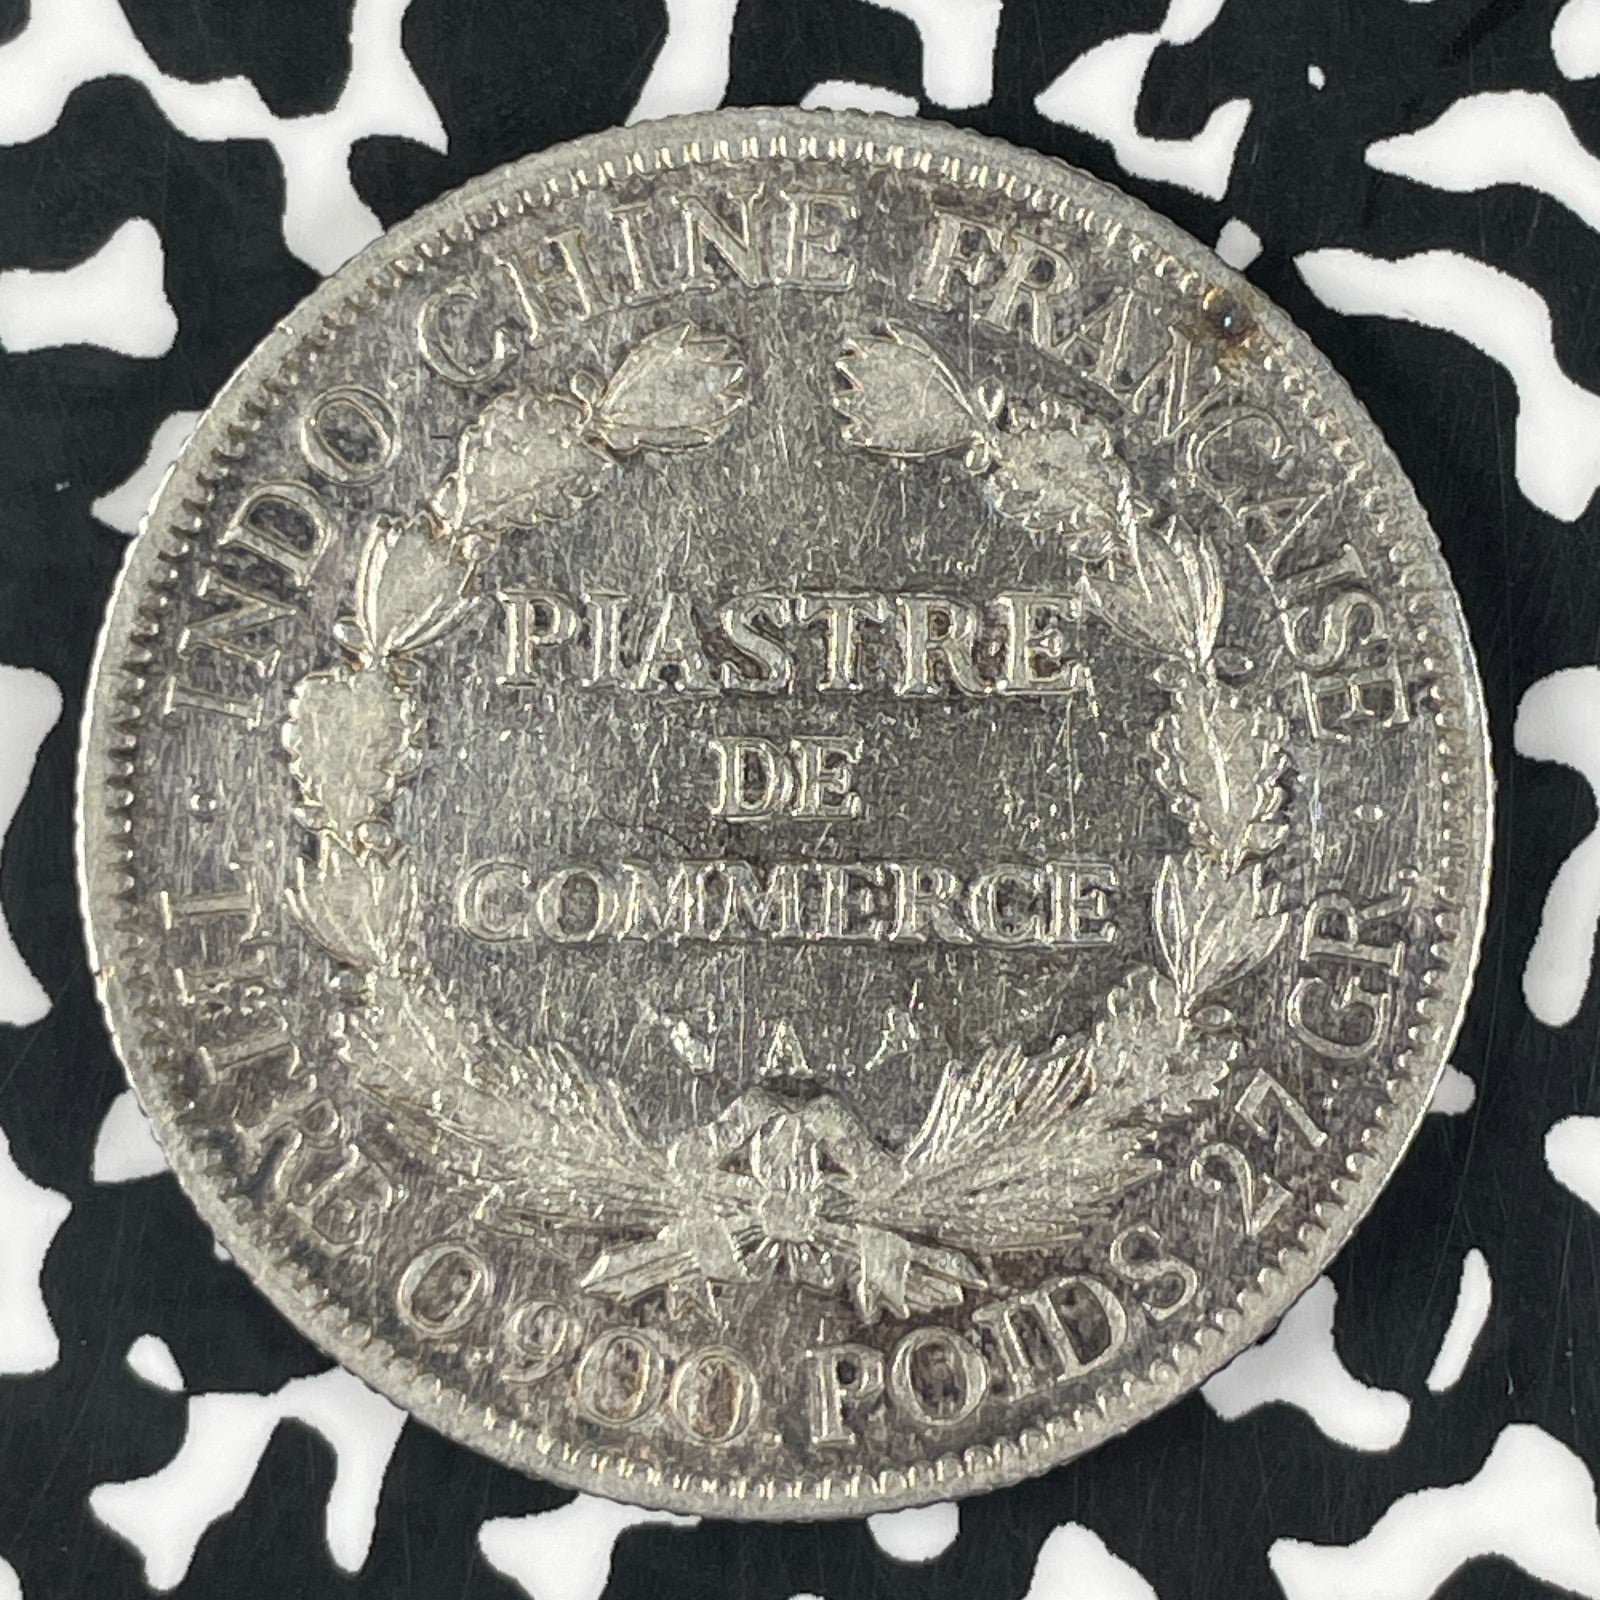 INDO-CHINE FRANÇAISE
PIASTRE
DE
COMMERCE
TITRE 0.900 POIDS 27 GR.